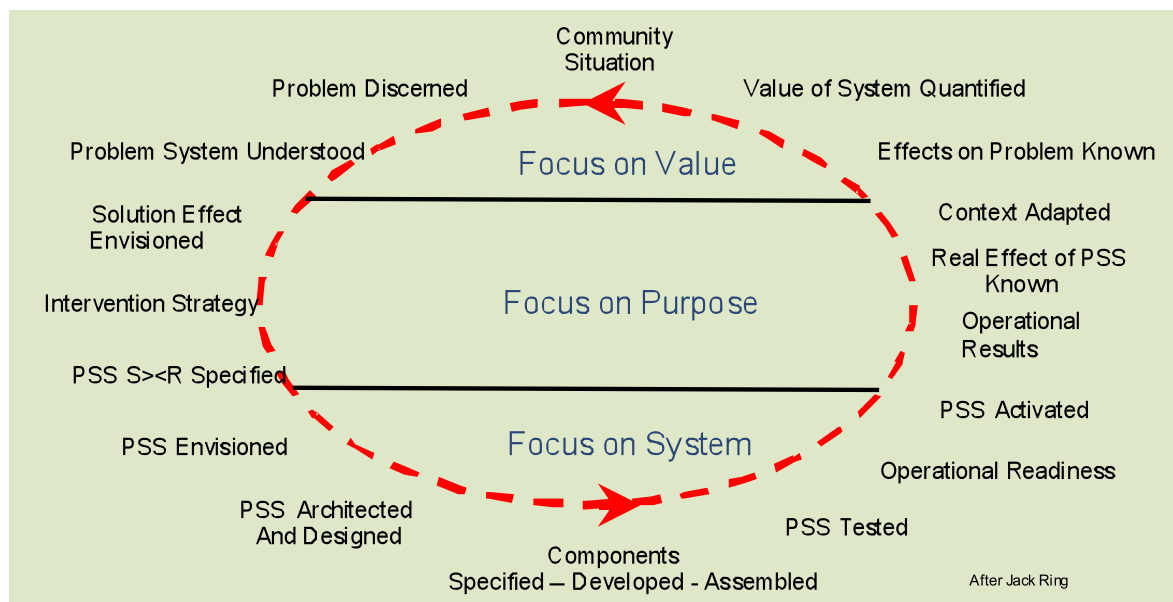 Community
Situation
Problem Discerned
Value of System Quantified
Problem System Understood
Focus on Value
Effects on Problem Known
Solution Effect
Envisioned
Context Adapted
Real Effect of PSS
Known
Intervention Strategy
Focus on Purpose
Operational
Results
PSS S><R Specified
PSS Activated
PSS Envisioned
Focus on System
Operational Readiness
PSS Architected
And Designed
PSS Tested
Components
Specified – Developed - Assembled
After Jack Ring